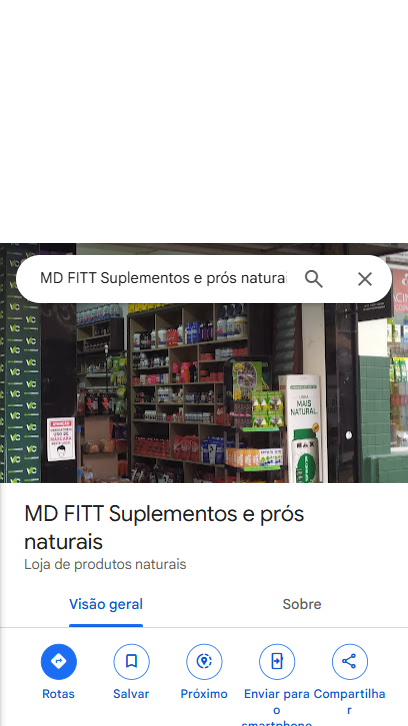 MD FITT Suplementos e prós naturai
MAIS
NATURAL.
MD FITT Suplementos e prós
naturais
Loja de produtos naturais
Visão geral
Sobre
Rotas
Salvar
Próximo
Enviar para
o
smartphone
Compartilha
r